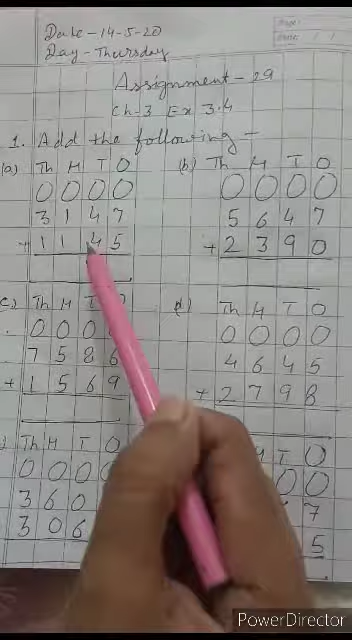 Date - 14-5-20
Day - Thursday
Assignment - 29
Ch-3 Ex 3.4
1. Add the following -
(a) Th H T O
0 0 0 0
3 1 4 7
+ 1 1 4 5
(b) Th H T O
0 0 0 0
5 6 4 7
+ 2 3 9 0
(c) Th H T O
0 0 0 0
7 5 8 6
+ 1 5 6 9
(d) Th H T O
0 0 0 0
4 6 4 5
+ 2 7 9 8
Th H T O
0 0 0 0
3 6 0
3 0 6
H T O
0 0
7
5
PowerDirector